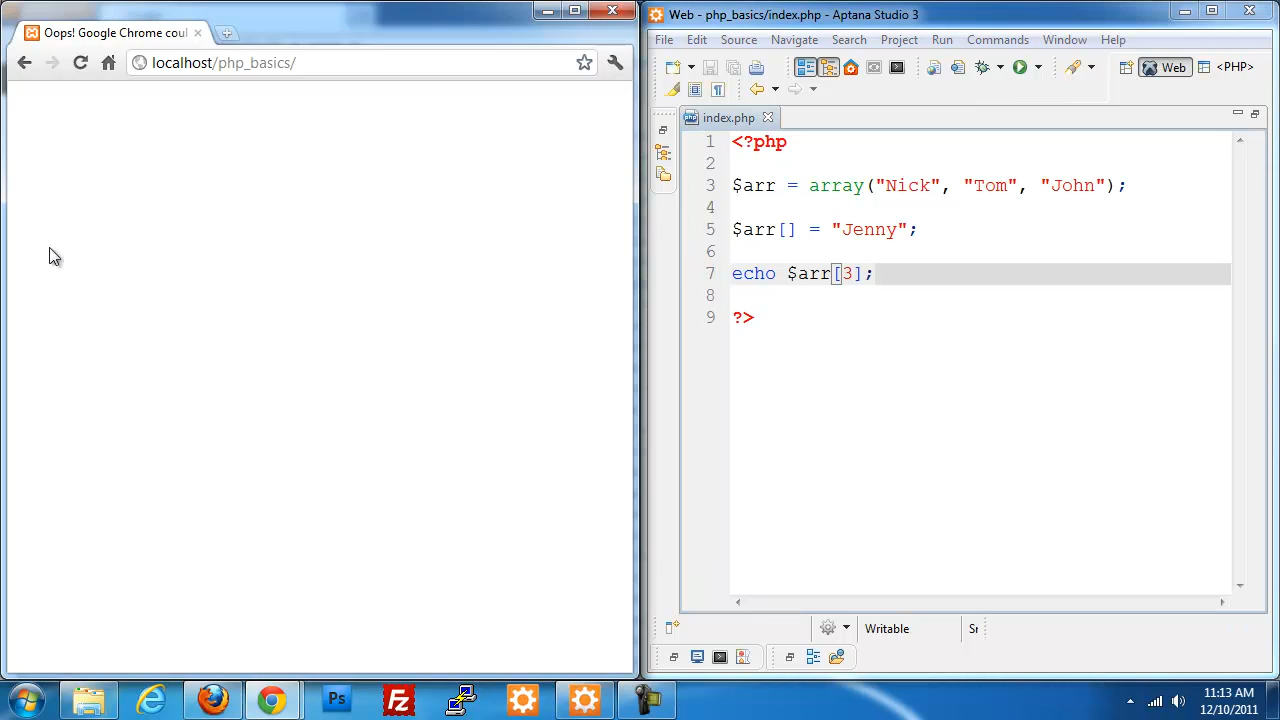 Oops! Google Chrome coul
localhost/php_basics/
Web - php_basics/index.php - Aptana Studio 3
File Edit Source Navigate Search Project Run Commands Window Help
Web <PHP>
index.php
1 <?php
2
3 $arr = array("Nick", "Tom", "John");
4
5 $arr[] = "Jenny";
6
7 echo $arr[3];
8
9 ?>
Writable
Ps
Fz
11:13 AM
12/10/2011